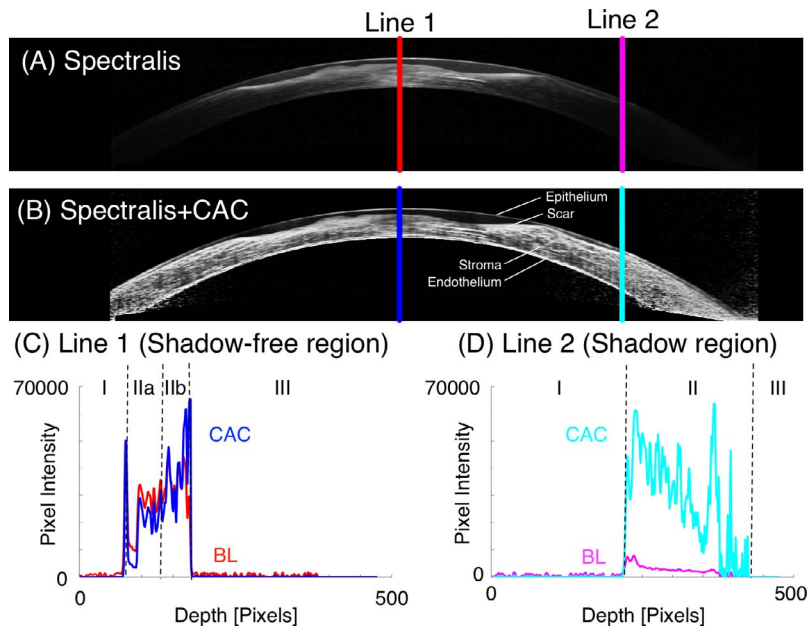 Line 1
Line 2
(A) Spectralis
(B) Spectralis+CAC
Epithelium
Scar
Stroma
Endothelium
(C) Line 1 (Shadow-free region)
(D) Line 2 (Shadow region)
70000
I
IIa
IIb
III
CAC
BL
Pixel Intensity
0
500
Depth [Pixels]
70000
I
II
III
CAC
BL
Pixel Intensity
0
0
500
Depth [Pixels]